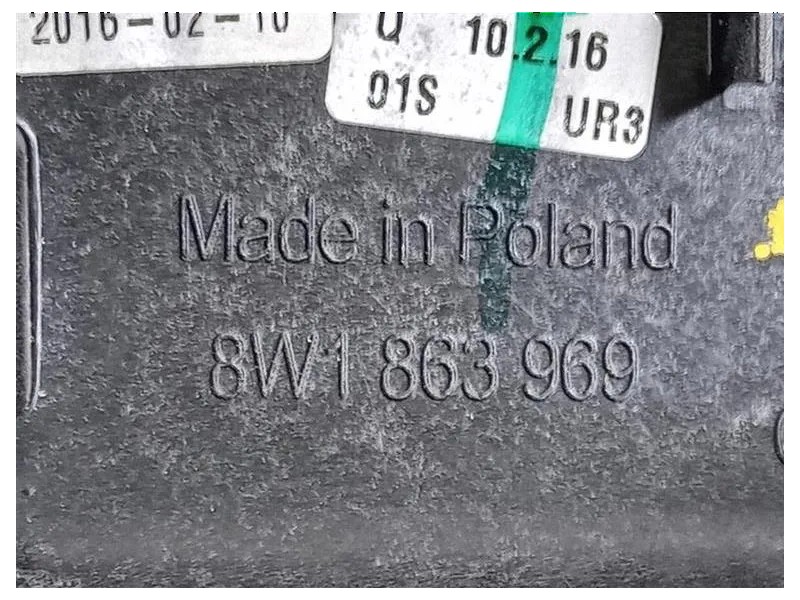 2016-02-10
Q 10.2.16
01S UR3
Made in Poland
8W1 863 969